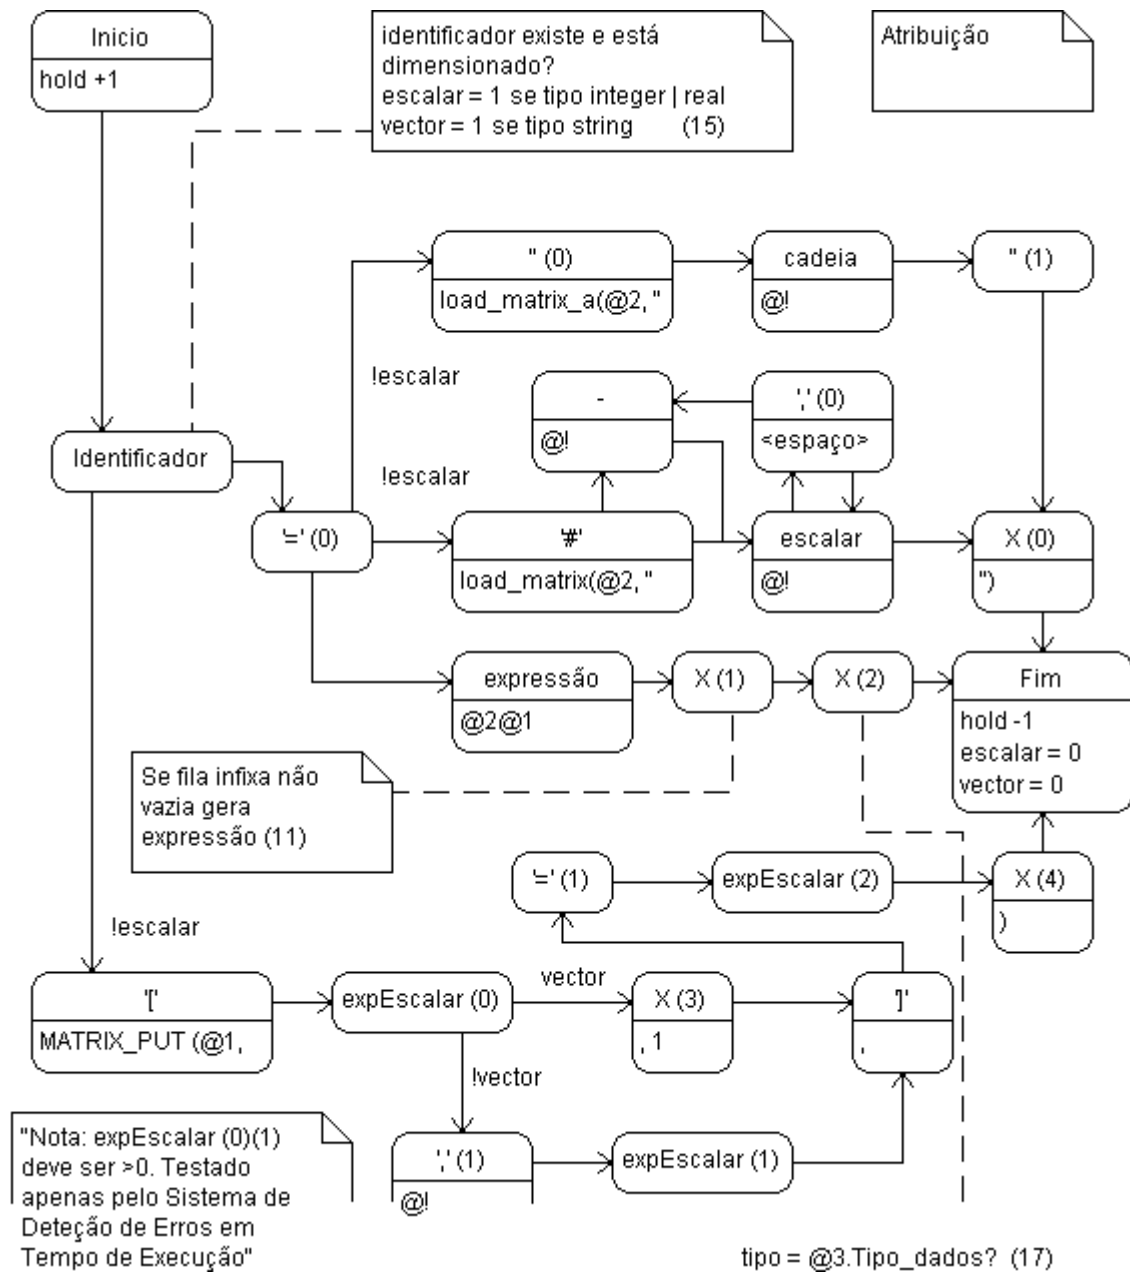 Inicio
hold +1
identificador existe e está
dimensionado?
escalar = 1 se tipo integer | real
vector = 1 se tipo string (15)
Atribuição
" (0)
load_matrix_a(@2, "
cadeia
@!
" (1)
!escalar
-
@!
',' (0)
<espaço>
Identificador
!escalar
'=' (0)
'#'
load_matrix(@2, "
escalar
@!
X (0)
")
expressão
@2@1
X (1)
X (2)
Fim
hold -1
escalar = 0
vector = 0
Se fila infixa não
vazia gera
expressão (11)
'=' (1)
expEscalar (2)
X (4)
)
!escalar
'['
MATRIX_PUT (@1,
expEscalar (0)
vector
X (3)
, 1
']'
,
!vector
"Nota: expEscalar (0)(1)
deve ser >0. Testado
apenas pelo Sistema de
Deteção de Erros em
Tempo de Execução"
',' (1)
@!
expEscalar (1)
tipo = @3.Tipo_dados? (17)